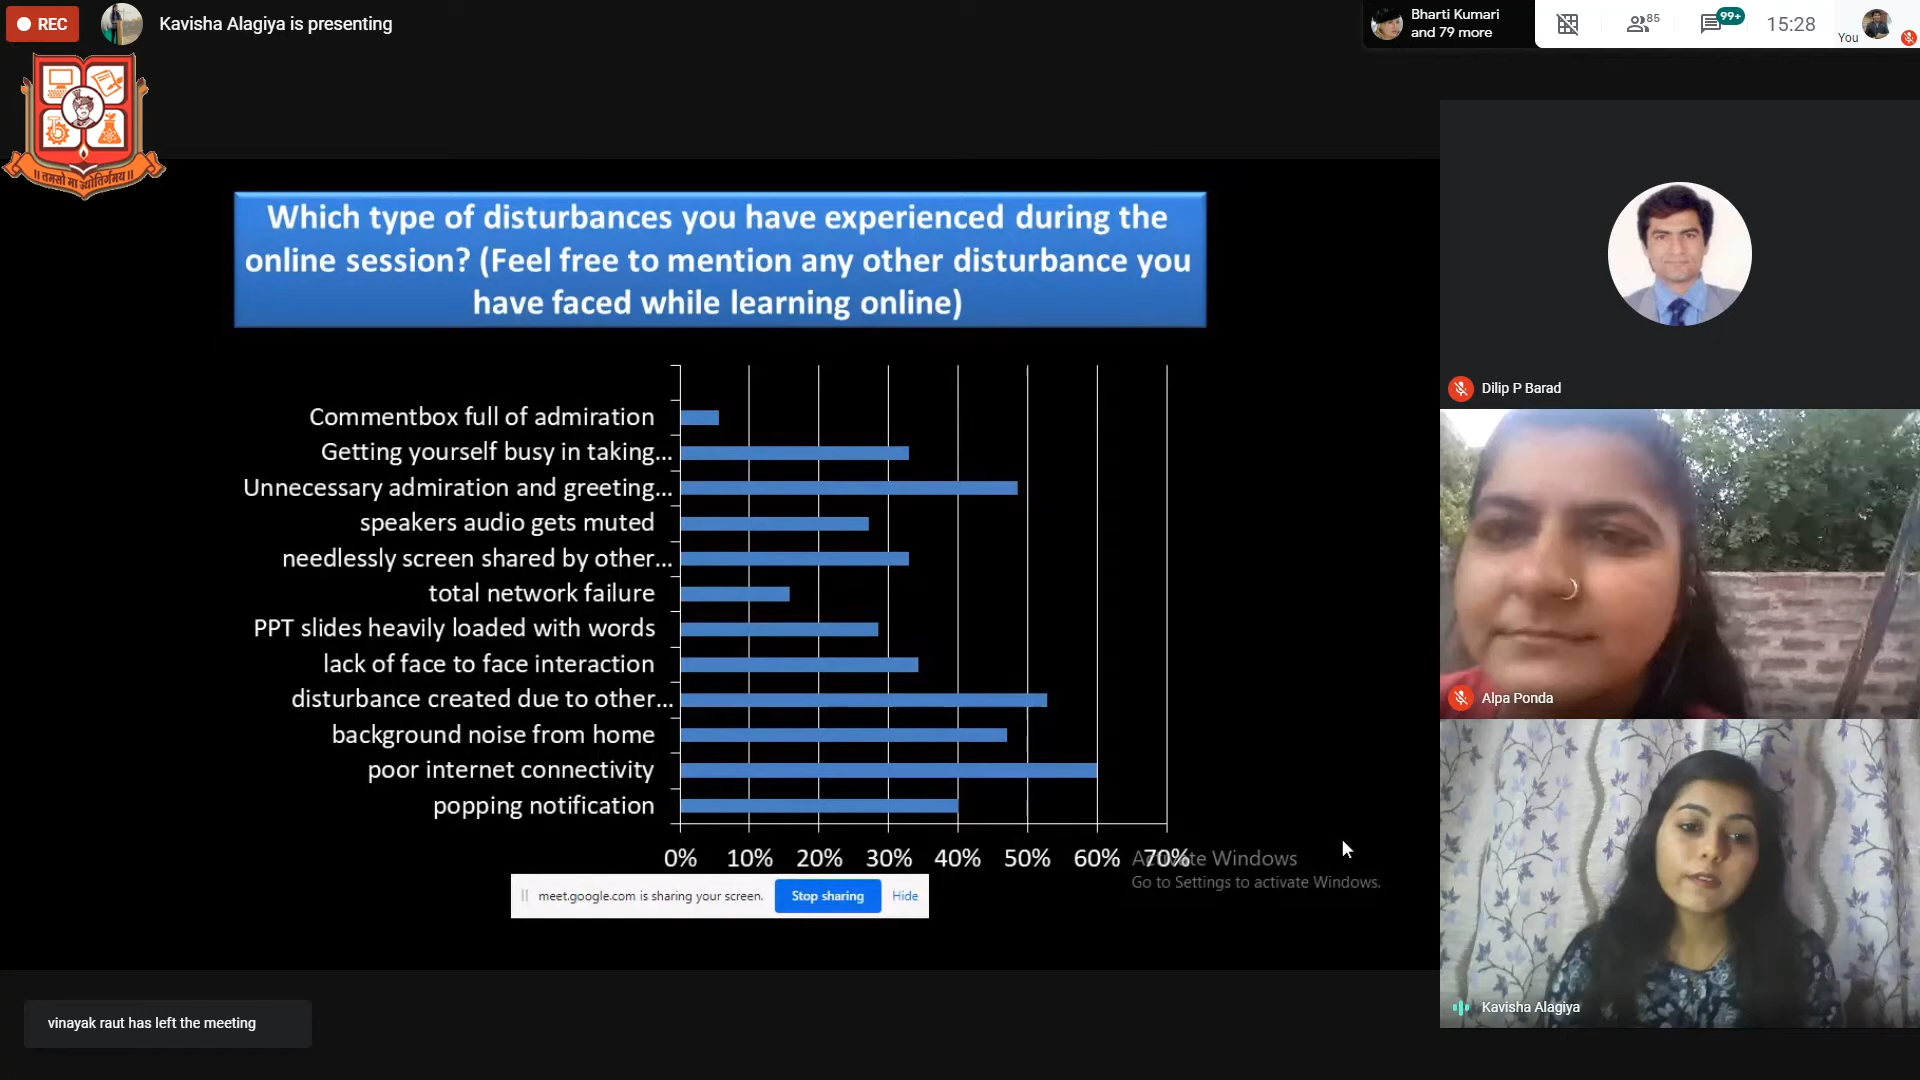 REC
Kavisha Alagiya is presenting
Bharti Kumari
and 79 more
85
99+
15:28
You
॥ तमसो मा ज्योतिर्गमय ॥
Which type of disturbances you have experienced during the
online session? (Feel free to mention any other disturbance you
have faced while learning online)
Commentbox full of admiration
Getting yourself busy in taking...
Unnecessary admiration and greeting...
speakers audio gets muted
needlessly screen shared by other...
total network failure
PPT slides heavily loaded with words
lack of face to face interaction
disturbance created due to other...
background noise from home
poor internet connectivity
popping notification
0% 10% 20% 30% 40% 50% 60% 70%
Activate Windows
Go to Settings to activate Windows.
meet.google.com is sharing your screen. Stop sharing Hide
Dilip P Barad
Alpa Ponda
Kavisha Alagiya
vinayak raut has left the meeting